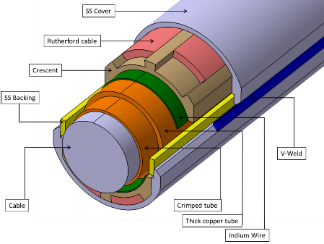 SS Cover
Rutherford cable
Crescent
SS Backing
V-Weld
Cable
Crimped tube
Thick copper tube
Indium Wire